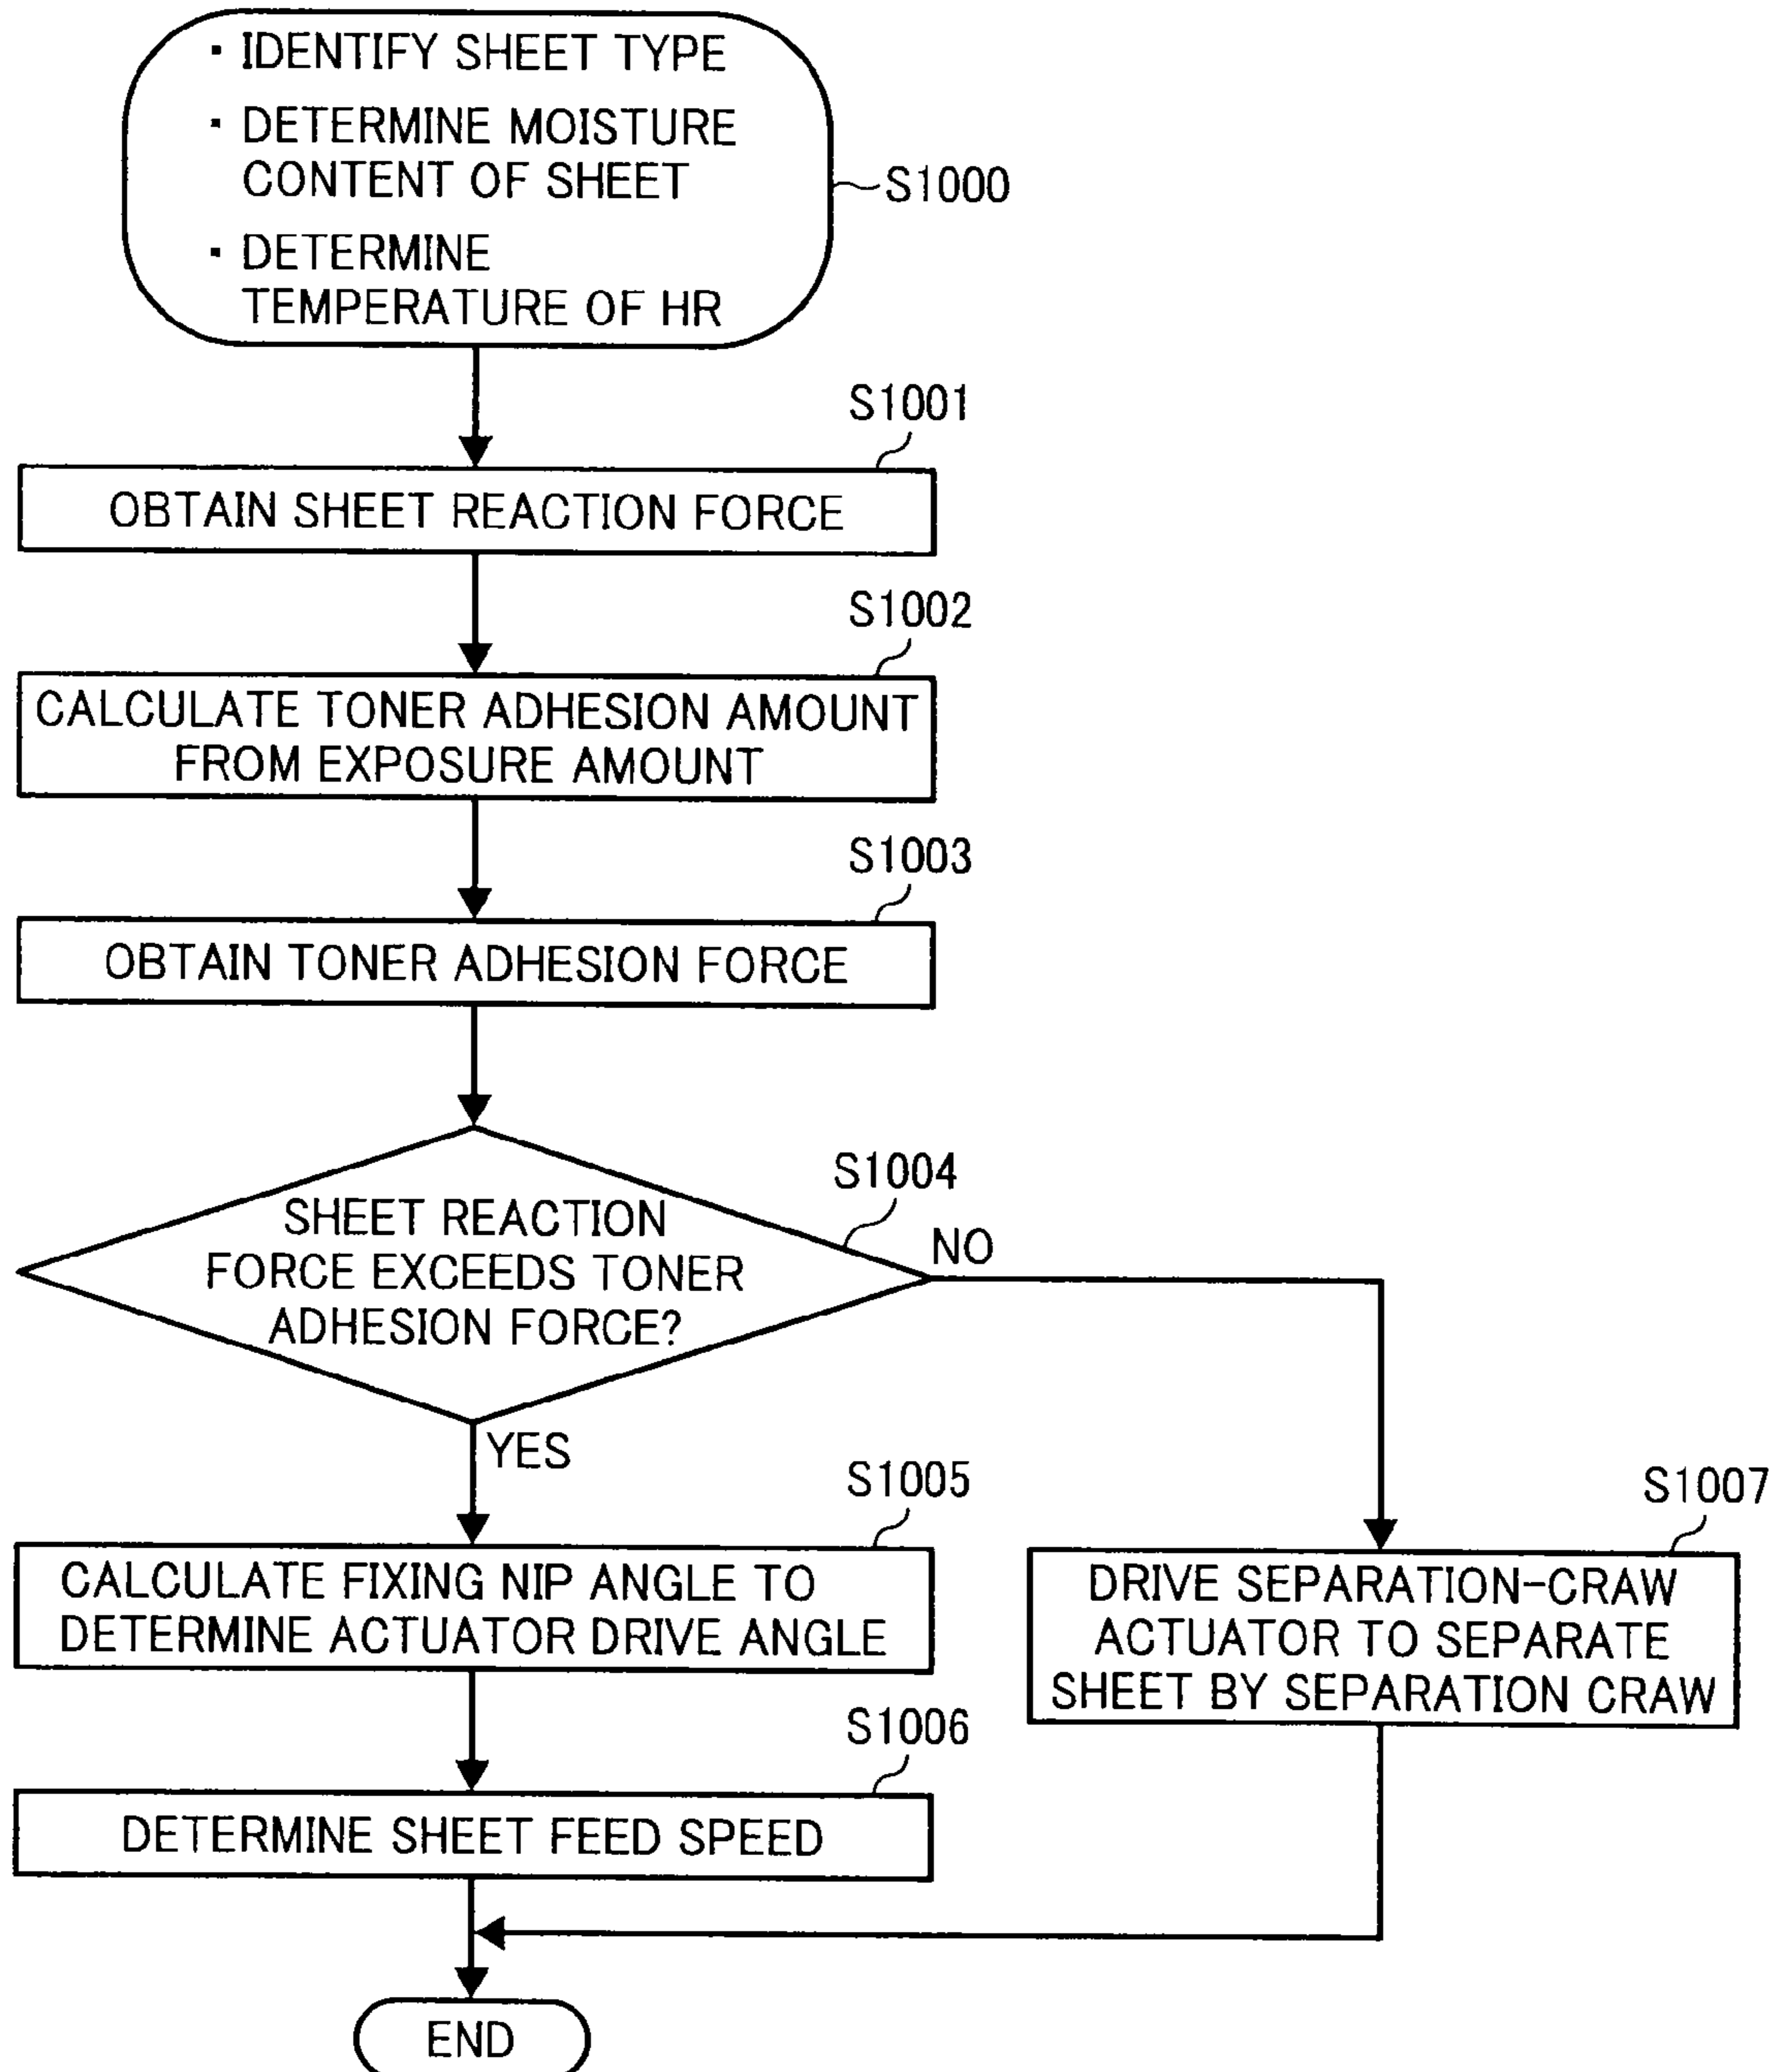 ・IDENTIFY SHEET TYPE
・DETERMINE MOISTURE
CONTENT OF SHEET
・DETERMINE
TEMPERATURE OF HR
S1000
S1001
OBTAIN SHEET REACTION FORCE
S1002
CALCULATE TONER ADHESION AMOUNT
FROM EXPOSURE AMOUNT
S1003
OBTAIN TONER ADHESION FORCE
S1004
SHEET REACTION
FORCE EXCEEDS TONER
ADHESION FORCE?
NO
YES
S1005
CALCULATE FIXING NIP ANGLE TO
DETERMINE ACTUATOR DRIVE ANGLE
S1007
DRIVE SEPARATION-CRAW
ACTUATOR TO SEPARATE
SHEET BY SEPARATION CRAW
S1006
DETERMINE SHEET FEED SPEED
END